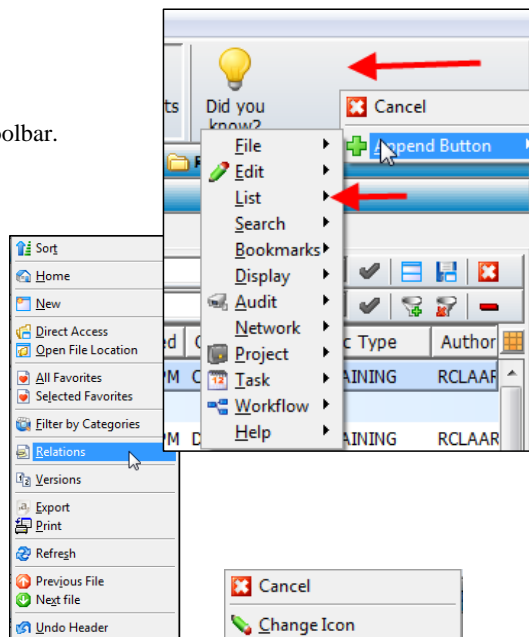 oolbar.
ts
Did you
know?
Cancel
Append Button
File
Edit
List
Search
Bookmarks
Display
Audit
Network
Project
Task
Workflow
Help
ed
c Type
Author
PM
AINING
RCLAAR
PM
D
AINING
RCLAAR
Sort
Home
New
Direct Access
Open File Location
All Favorites
Selected Favorites
Filter by Categories
Relations
Versions
Export
Print
Refresh
Previous File
Next file
Undo Header
Cancel
Change Icon